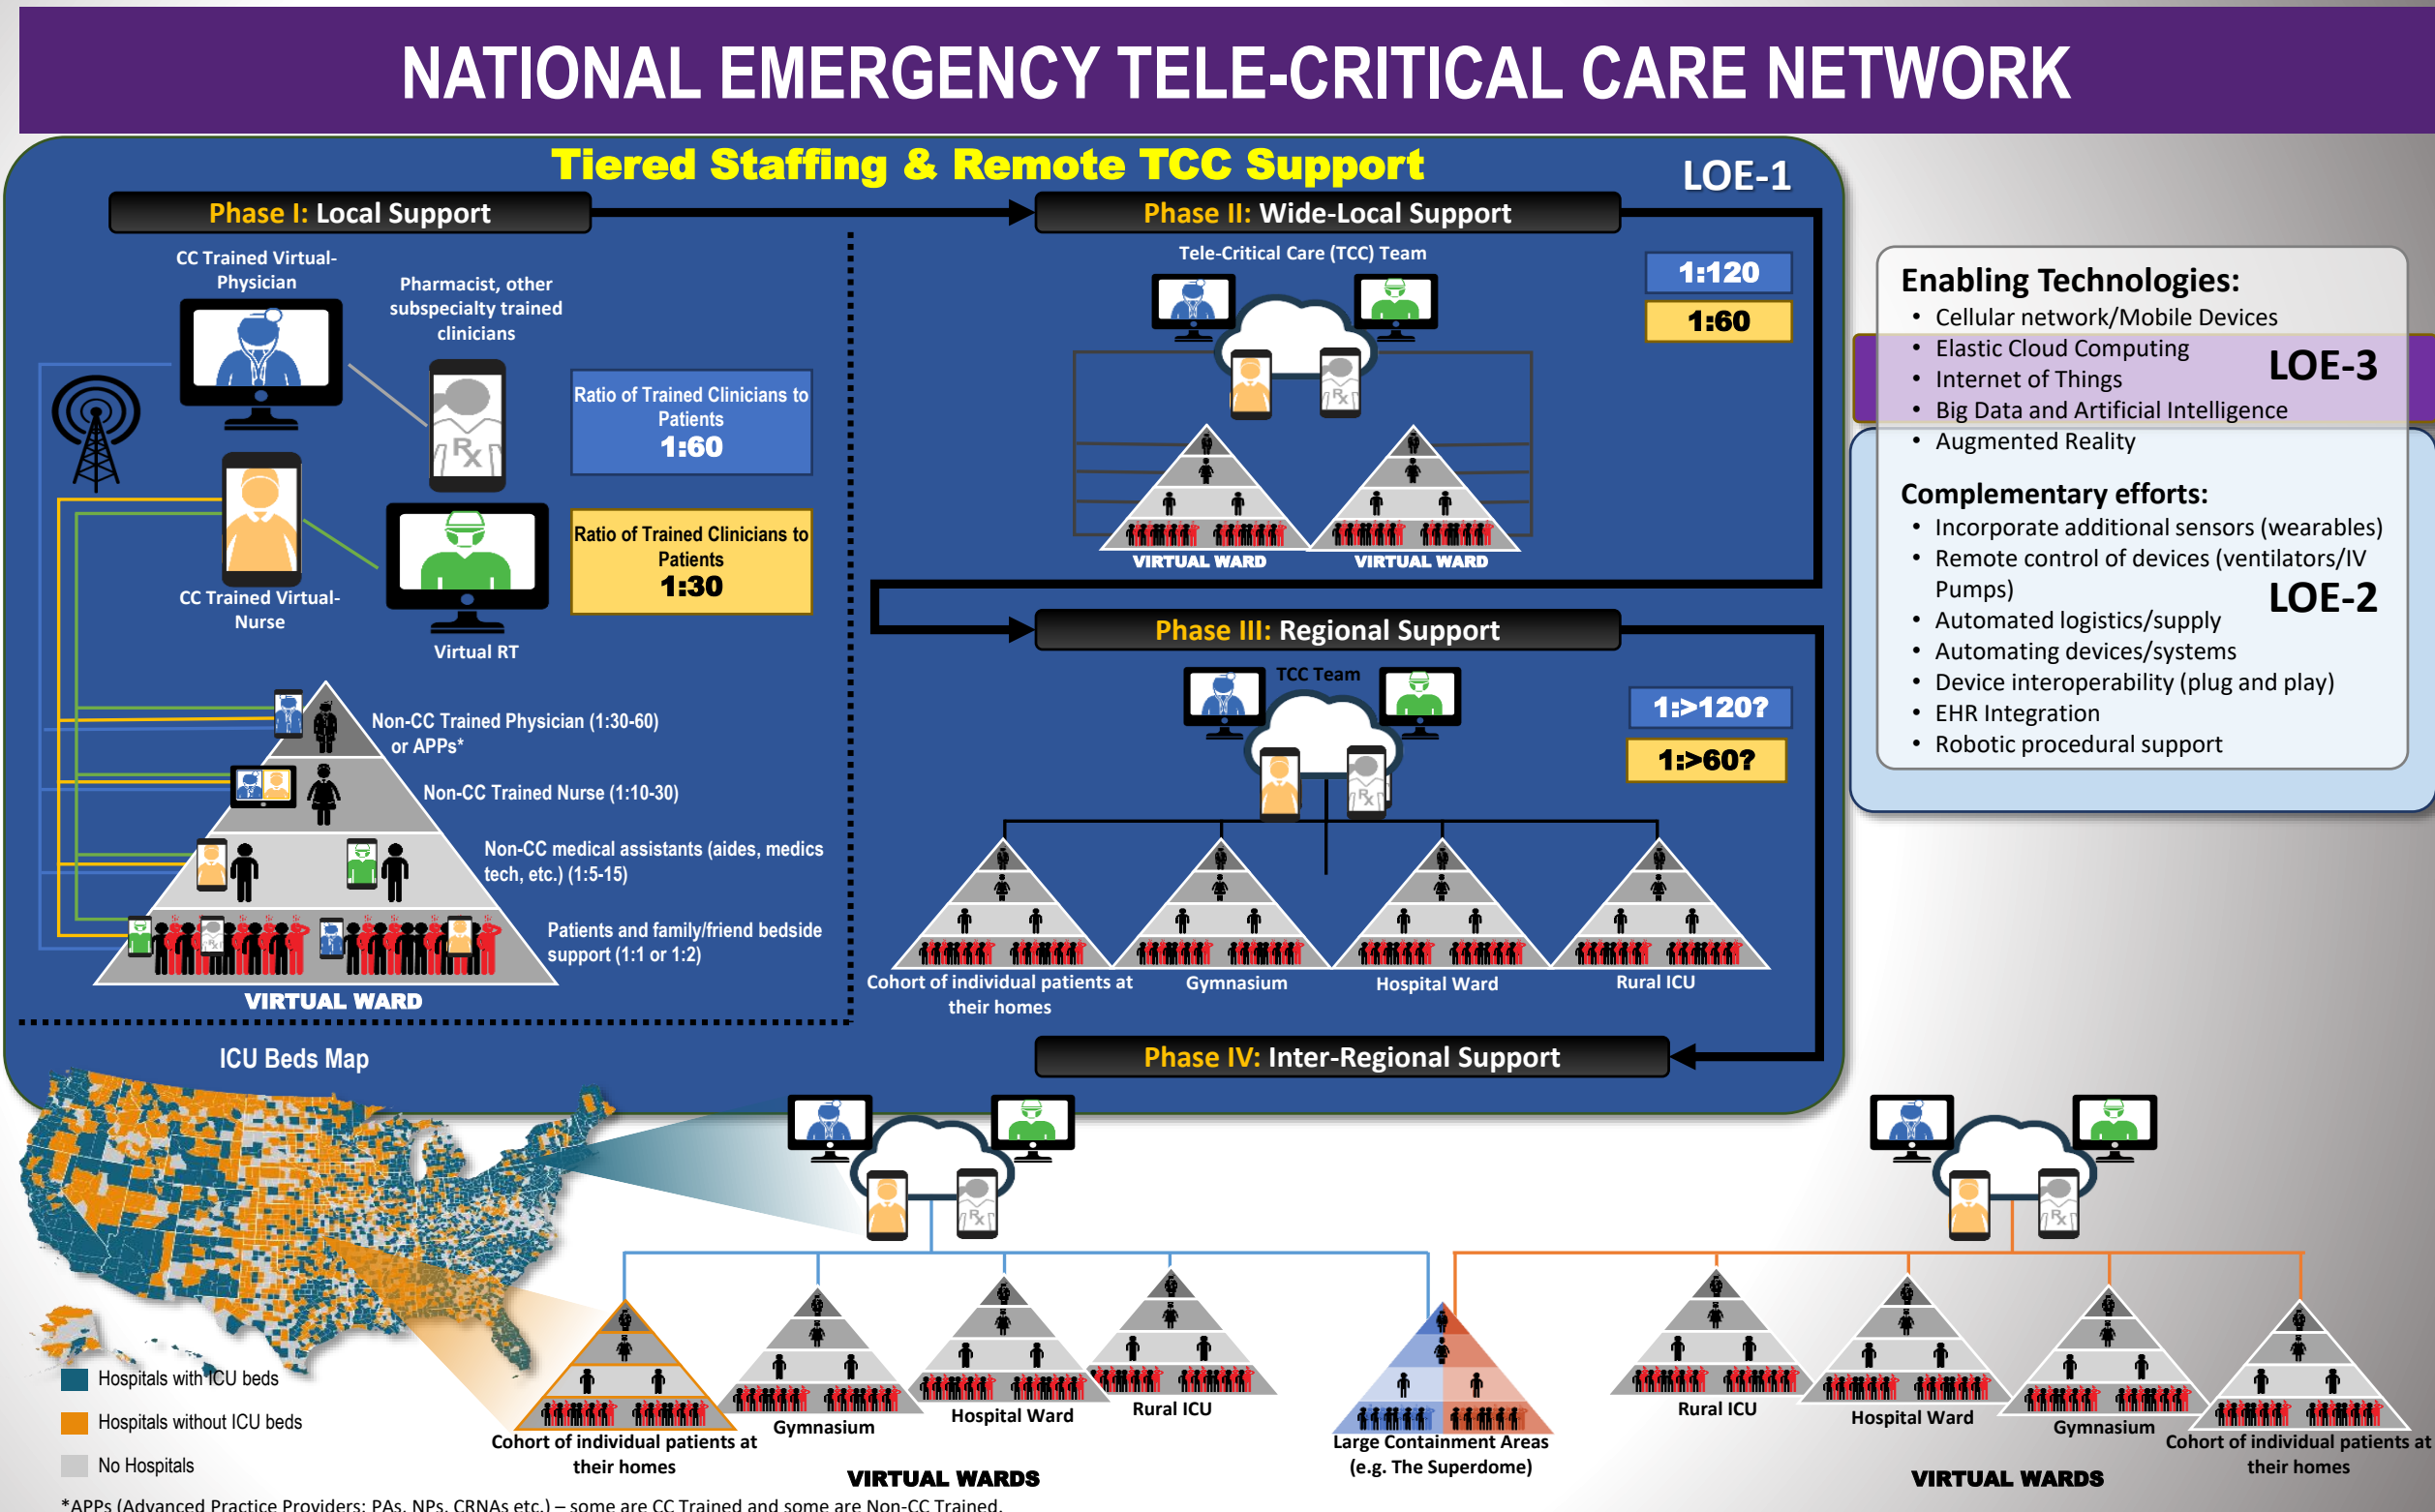 NATIONAL EMERGENCY TELE-CRITICAL CARE NETWORK
Tiered Staffing & Remote TCC Support
LOE-1
Phase I: Local Support
CC Trained Virtual-
Physician
Pharmacist, other
subspecialty trained
clinicians
Rx
Ratio of Trained Clinicians to
Patients
1:60
Ratio of Trained Clinicians to
Patients
1:30
CC Trained Virtual-
Nurse
Virtual RT
Non-CC Trained Physician (1:30-60)
or APPs*
Non-CC Trained Nurse (1:10-30)
Non-CC medical assistants (aides, medics
tech, etc.) (1:5-15)
Patients and family/friend bedside
support (1:1 or 1:2)
VIRTUAL WARD
Phase II: Wide-Local Support
Tele-Critical Care (TCC) Team
Rx
1:120
1:60
VIRTUAL WARD
VIRTUAL WARD
Phase III: Regional Support
TCC Team
Rx
1:>120?
1:>60?
Cohort of individual patients at
their homes
Gymnasium
Hospital Ward
Rural ICU
Phase IV: Inter-Regional Support
Enabling Technologies:
• Cellular network/Mobile Devices
• Elastic Cloud Computing
• Internet of Things
• Big Data and Artificial Intelligence
• Augmented Reality
LOE-3
Complementary efforts:
• Incorporate additional sensors (wearables)
• Remote control of devices (ventilators/IV
Pumps)
• Automated logistics/supply
• Automating devices/systems
• Device interoperability (plug and play)
• EHR Integration
• Robotic procedural support
LOE-2
ICU Beds Map
Hospitals with ICU beds
Hospitals without ICU beds
No Hospitals
Rx
Cohort of individual patients at
their homes
Gymnasium
Hospital Ward
Rural ICU
VIRTUAL WARDS
Large Containment Areas
(e.g. The Superdome)
Rx
Rural ICU
Hospital Ward
Gymnasium
Cohort of individual patients at
their homes
VIRTUAL WARDS
*APPs (Advanced Practice Providers: PAs, NPs, CRNAs etc.) – some are CC Trained and some are Non-CC Trained.